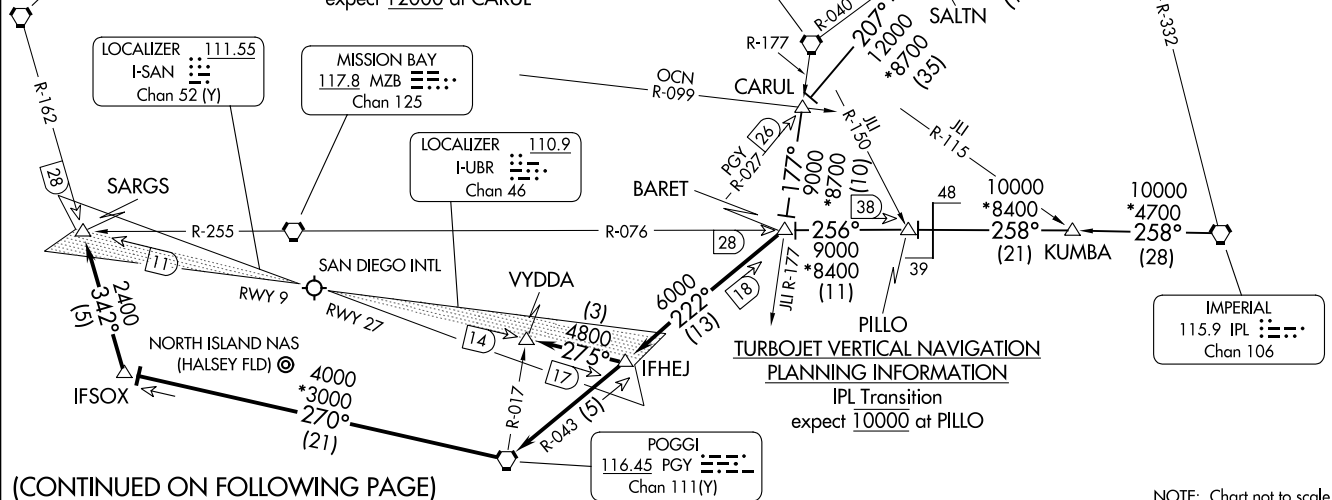 expect 12000 at CARUL
R-040
SALTN
R-332
207°
12000
*8700
(35)
R-177
LOCALIZER 111.55
I-SAN
Chan 52 (Y)
MISSION BAY
117.8 MZB
Chan 125
OCN
R-099
CARUL
R-162
LOCALIZER 110.9
I-UBR
Chan 46
PGY
R-027
26
177°
9000
*8700
(10)
JLI
R-150
JLI
R-115
28
SARGS
BARET
38
48
10000
*8400
258°
(21)
KUMBA
10000
*4700
258°
(28)
R-255
R-076
28
256°
9000
*8400
(11)
39
11
SAN DIEGO INTL
RWY 9
RWY 27
VYDDA
18
JLI R-177
6000
222°
(13)
PILLO
IMPERIAL
115.9 IPL
Chan 106
2400
342°
(5)
14
(3)
4800
275°
17
IFHEJ
TURBOJET VERTICAL NAVIGATION
PLANNING INFORMATION
IPL Transition
expect 10000 at PILLO
NORTH ISLAND NAS
(HALSEY FLD)
IFSOX
4000
*3000
270°
(21)
R-017
R-043
(5)
POGGI
116.45 PGY
Chan 111(Y)
(CONTINUED ON FOLLOWING PAGE)
NOTE: Chart not to scale